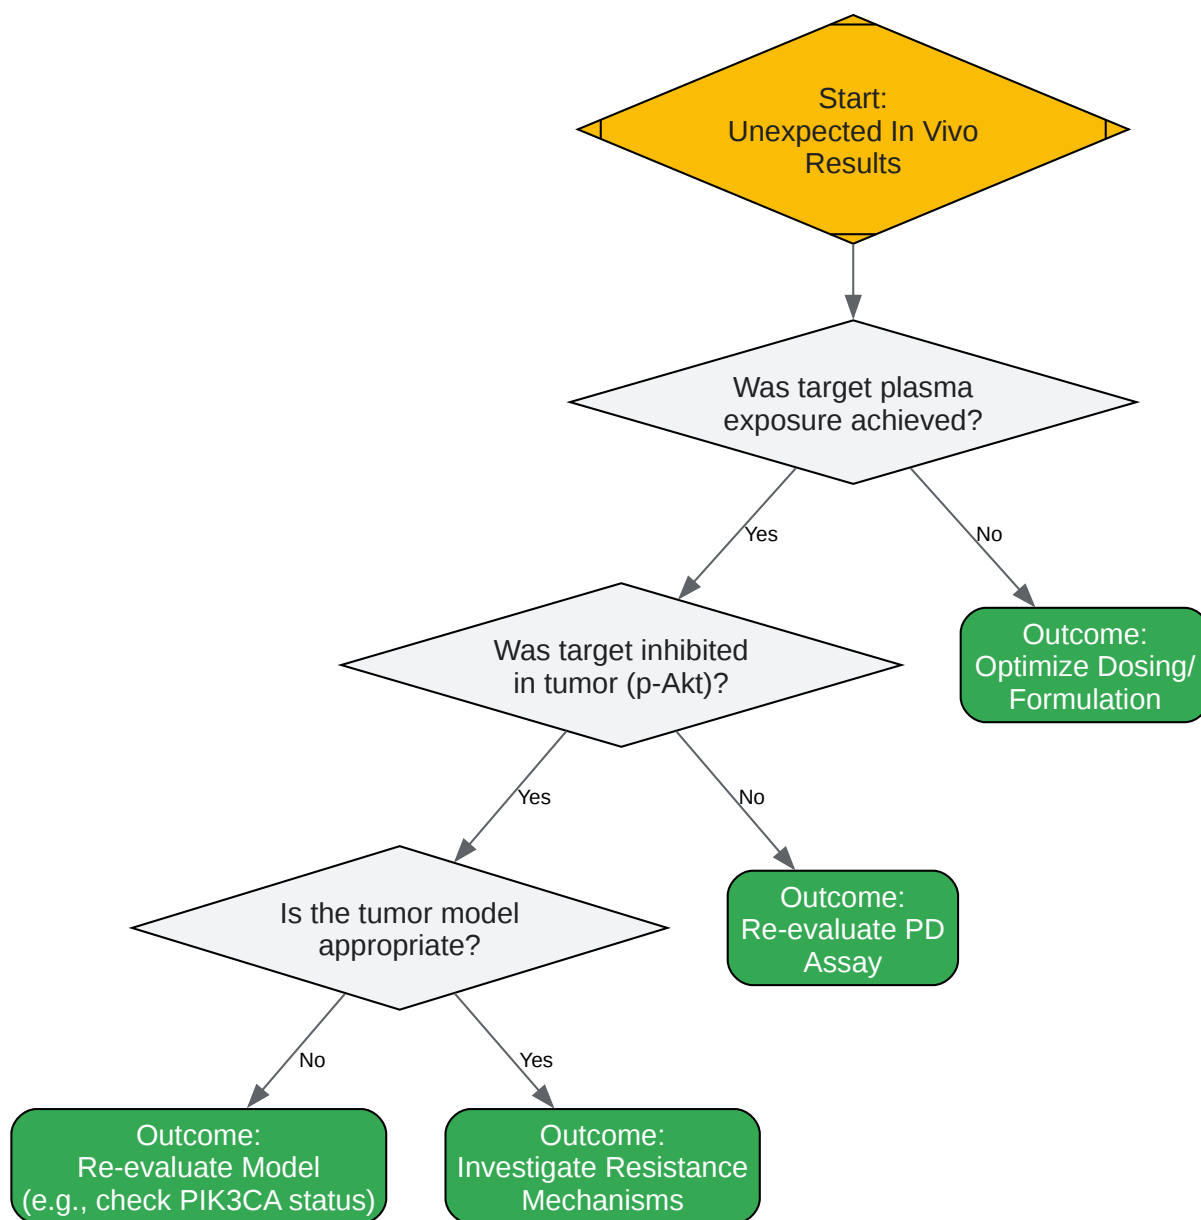 Start:
Unexpected In Vivo
Results
Was target plasma
exposure achieved?
Yes
No
Was target inhibited
in tumor (p-Akt)?
Outcome:
Optimize Dosing/
Formulation
Yes
No
Is the tumor model
appropriate?
Outcome:
Re-evaluate PD
Assay
No
Yes
Outcome:
Re-evaluate Model
(e.g., check PIK3CA status)
Outcome:
Investigate Resistance
Mechanisms